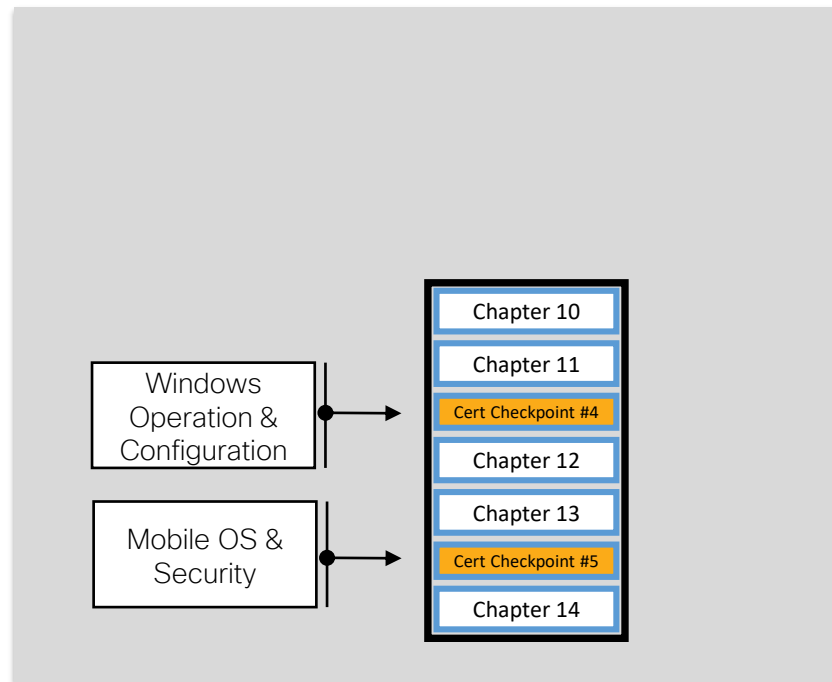 Chapter 10
Chapter 11
Windows
Operation &
Configuration
Cert Checkpoint #4
Chapter 12
Chapter 13
Mobile OS &
Security
Cert Checkpoint #5
Chapter 14